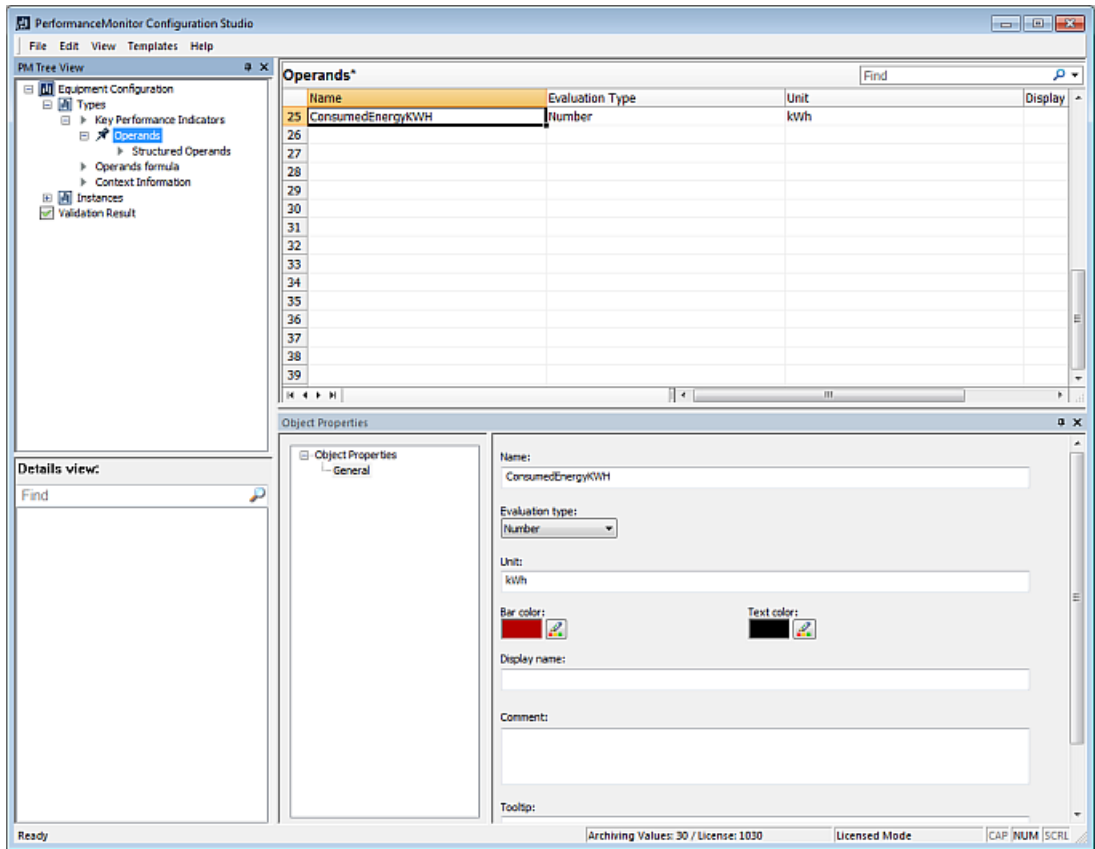 PerformanceMonitor Configuration Studio
File Edit View Templates Help
PM Tree View
Equipment Configuration
Types
Key Performance Indicators
Operands
Structured Operands
Operands formula
Context Information
Instances
Validation Result
Details view:
Find
Operands*
Find
Name Evaluation Type Unit Display
25 ConsumedEnergyKWH Number kWh
26
27
28
29
30
31
32
33
34
35
36
37
38
39
Object Properties
Object Properties
General
Name:
ConsumedEnergyKWH
Evaluation type:
Number
Unit:
kWh
Bar color: Text color:
Display name:
Comment:
Tooltip:
Ready Archiving Values: 30 / License: 1030 Licensed Mode CAP NUM SCRL